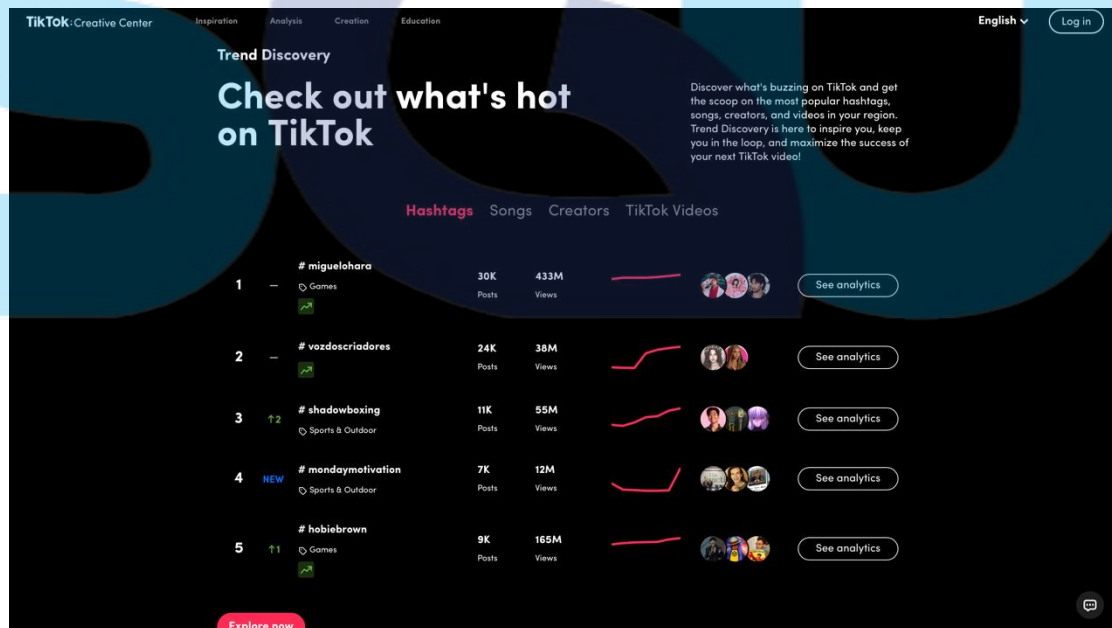 TikTok: Creative Center Inspiration Analysis Creation Education English Log in
Trend Discovery
Check out what's hot
on TikTok
Discover what's buzzing on TikTok and get
the scoop on the most popular hashtags,
songs, creators, and videos in your region.
Trend Discovery is here to inspire you, keep
you in the loop, and maximize the success of
your next TikTok video!
Hashtags Songs Creators TikTok Videos
# miguelohara
1 – Games 30K Posts 433M Views See analytics
# vozdoscriadores
2 – 24K Posts 38M Views See analytics
# shadowboxing
3 ↑2 Sports & Outdoor 11K Posts 55M Views See analytics
# mondaymotivation
4 NEW Sports & Outdoor 7K Posts 12M Views See analytics
# hobiebrown
5 ↑1 Games 9K Posts 165M Views See analytics
Explore now